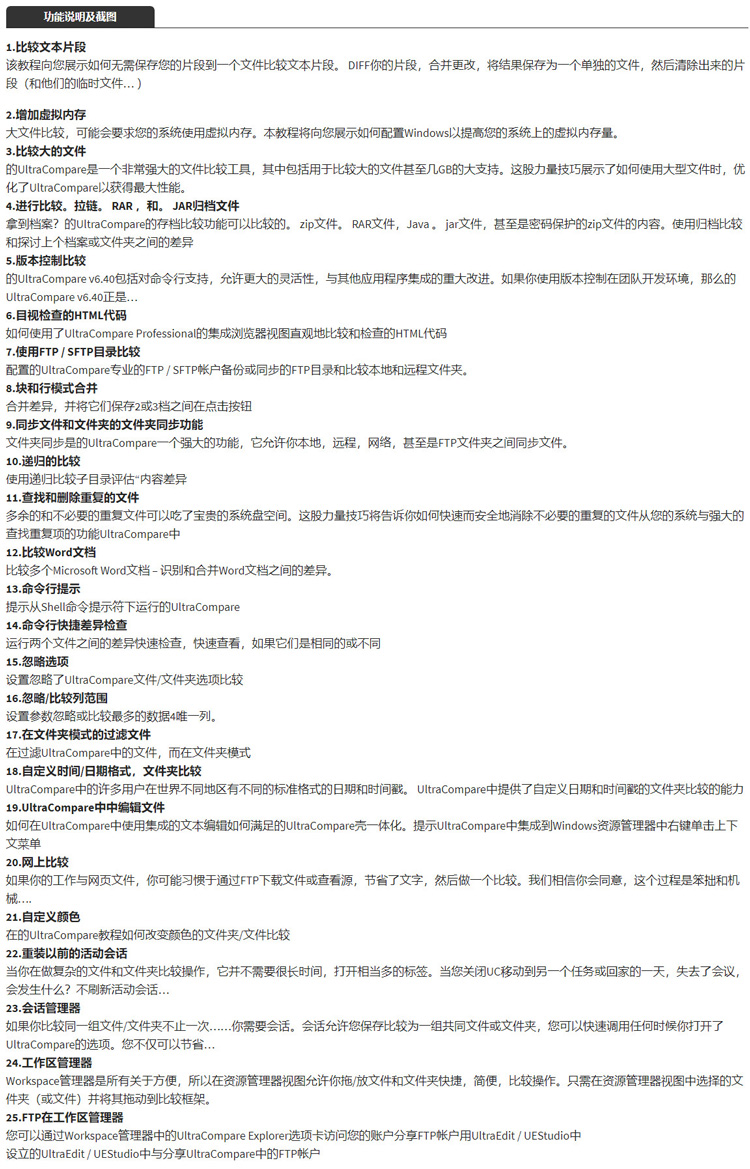 功能说明及截图
1.比较文本片段
该教程向您展示如何无需保存您的片段到一个文件比较文本片段。 DIFF你的片段，合并更改，将结果保存为一个单独的文件，然后清除出来的片
段（和他们的临时文件… ）
2.增加虚拟内存
大文件比较，可能会要求您的系统使用虚拟内存。本教程将向您展示如何配置Windows以提高您的系统上的虚拟内存量。
3.比较大的文件
的UltraCompare是一个非常强大的文件比较工具，其中包括用于比较大的文件甚至几GB的大支持。这股力量技巧展示了如何使用大型文件时，优
化了UltraCompare以获得最大性能。
4.进行比较。拉链。 RAR ，和。 JAR归档文件
拿到档案？的UltraCompare的存档比较功能可以比较的。 zip文件。 RAR文件，Java 。 jar文件，甚至是密码保护的zip文件的内容。使用归档比较
和探讨上个档案或文件夹之间的差异
5.版本控制比较
的UltraCompare v6.40包括对命令行支持，允许更大的灵活性，与其他应用程序集成的重大改进。如果你使用版本控制在团队开发环境，那么的
UltraCompare v6.40正是…
6.目视检查的HTML代码
如何使用了UltraCompare Professional的集成浏览器视图直观地比较和检查的HTML代码
7.使用FTP / SFTP目录比较
配置的UltraCompare专业的FTP / SFTP帐户备份或同步的FTP目录和比较本地和远程文件夹。
8.块和行模式合并
合并差异，并将它们保存2或3档之间在点击按钮
9.同步文件和文件夹的文件夹同步功能
文件夹同步是的UltraCompare一个强大的功能，它允许你本地，远程，网络，甚至是FTP文件夹之间同步文件。
10.递归的比较
使用递归比较子目录评估“内容差异
11.查找和删除重复的文件
多余的和不必要的重复文件可以吃了宝贵的系统盘空间。这股力量技巧将告诉你如何快速而安全地消除不必要的重复的文件从您的系统与强大的
查找重复项的功能UltraCompare中
12.比较Word文档
比较多个Microsoft Word文档 – 识别和合并Word文档之间的差异。
13.命令行提示
提示从Shell命令提示符下运行的UltraCompare
14.命令行快捷差异检查
运行两个文件之间的差异快速检查，快速查看，如果它们是相同的或不同
15.忽略选项
设置忽略了UltraCompare文件/文件夹选项比较
16.忽略/比较列范围
设置参数忽略或比较最多的数据4唯一列。
17.在文件夹模式的过滤文件
在过滤UltraCompare中的文件，而在文件夹模式
18.自定义时间/日期格式，文件夹比较
UltraCompare中的许多用户在世界不同地区有不同的标准格式的日期和时间戳。 UltraCompare中提供了自定义日期和时间戳的文件夹比较的能力
19.UltraCompare中中编辑文件
如何在UltraCompare中使用集成的文本编辑如何满足的UltraCompare壳一体化。提示UltraCompare中集成到Windows资源管理器中右键单击上下
文菜单
20.网上比较
如果你的工作与网页文件，你可能习惯于通过FTP下载文件或查看源，节省了文字，然后做一个比较。我们相信你会同意，这个过程是笨拙和机
械….
21.自定义颜色
在的UltraCompare教程如何改变颜色的文件夹/文件比较
22.重装以前的活动会话
当你在做复杂的文件和文件夹比较操作，它并不需要很长时间，打开相当多的标签。当您关闭UC移动到另一个任务或回家的一天，失去了会议，
会发生什么？不刷新活动会话…
23.会话管理器
如果你比较同一组文件/文件夹不止一次……你需要会话。会话允许您保存比较为一组共同文件或文件夹，您可以快速调用任何时候你打开了
UltraCompare的选项。您不仅可以节省…
24.工作区管理器
Workspace管理器是所有关于方便，所以在资源管理器视图允许你拖/放文件和文件夹快捷，简便，比较操作。只需在资源管理器视图中选择的文
件夹（或文件）并将其拖动到比较框架。
25.FTP在工作区管理器
您可以通过Workspace管理器中的UltraCompare Explorer选项卡访问您的账户分享FTP帐户用UltraEdit / UEStudio中
设立的UltraEdit / UEStudio中与分享UltraCompare中的FTP帐户